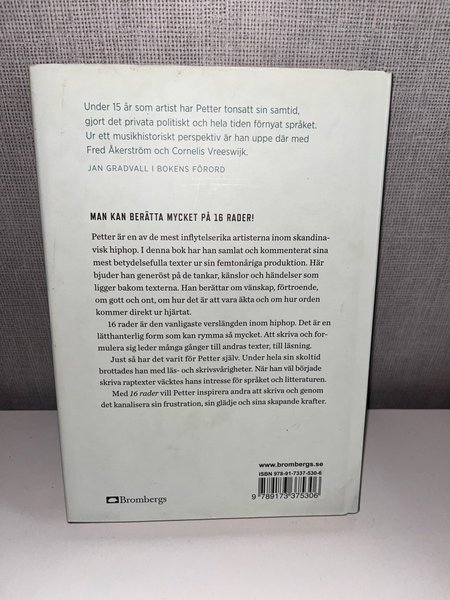 Under 15 år som artist har Petter tonsatt sin samtid,
gjort det privata politiskt och hela tiden förnyat språket.
Ur ett musikhistoriskt perspektiv är han uppe där med
Fred Åkerström och Cornelis Vreeswijk.
JAN GRADVALL I BOKENS FÖRORD
MAN KAN BERÄTTA MYCKET PÅ 16 RADER!
Petter är en av de mest inflytelserika artisterna inom skandina-
visk hiphop. I denna bok har han samlat och kommenterat sina
mest betydelsefulla texter ur sin femtonåriga produktion. Här
bjuder han generöst på de tankar, känslor och händelser som
ligger bakom texterna. Han berättar om vänskap, förtroende,
om gott och ont, om hur det är att vara äkta och om hur orden
kommer direkt ur hjärtat.
16 rader är den vanligaste verslängden inom hiphop. Det är en
lätthanterlig form som kan rymma så mycket. Att skriva och for-
mulera sig leder många gånger till andras texter, till läsning.
Just så har det varit för Petter själv. Under hela sin skoltid
brottades han med läs- och skrivsvårigheter. När han väl började
skriva raptexter väcktes hans intresse för språket och litteraturen.
Med 16 rader vill Petter inspirera andra att skriva och genom
det kanalisera sin frustration, sin glädje och sina skapande krafter.
www.brombergs.se
ISBN 978-91-7337-530-6
9 789173 375306
Brombergs